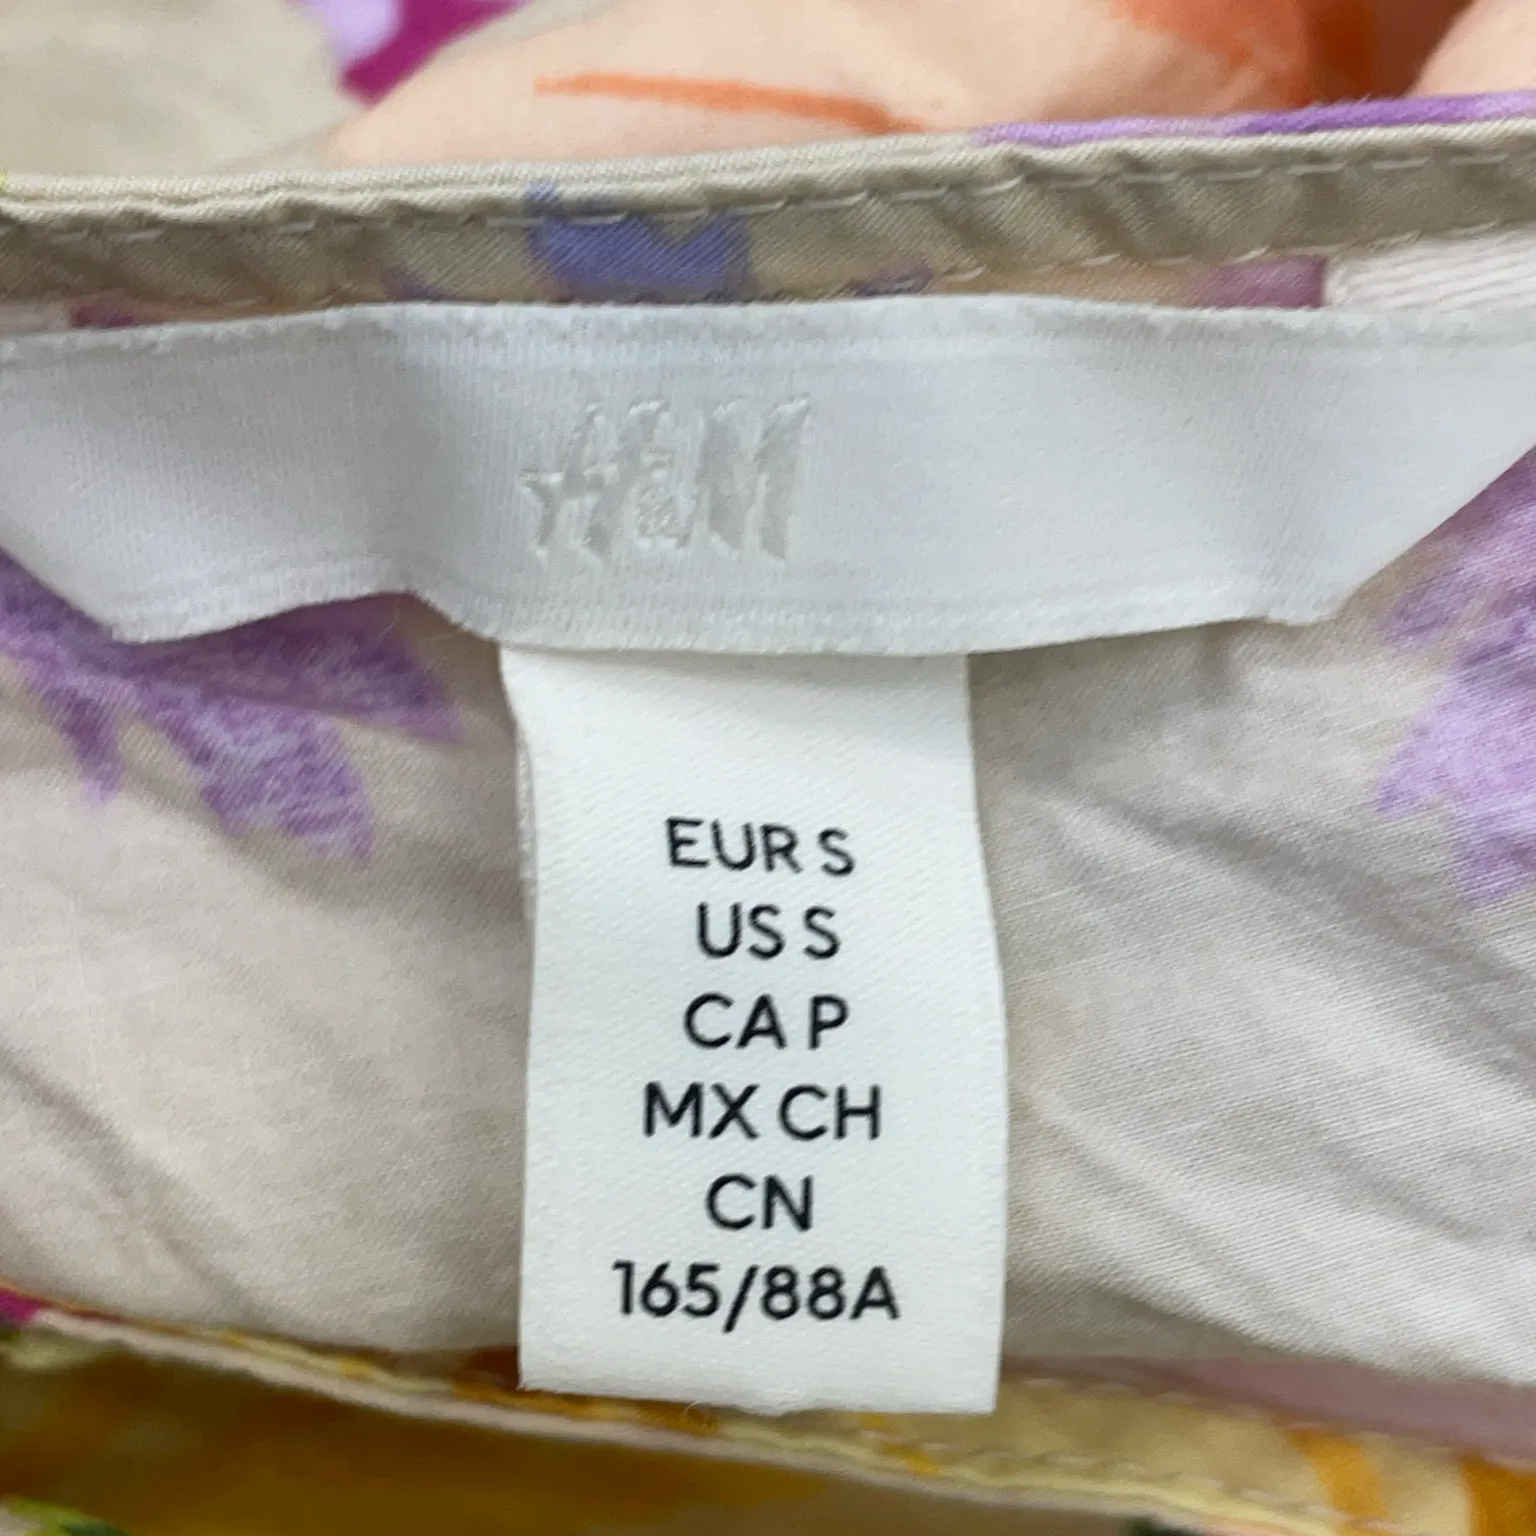 H&M
EUR S
US S
CA P
MX CH
CN
165/88A